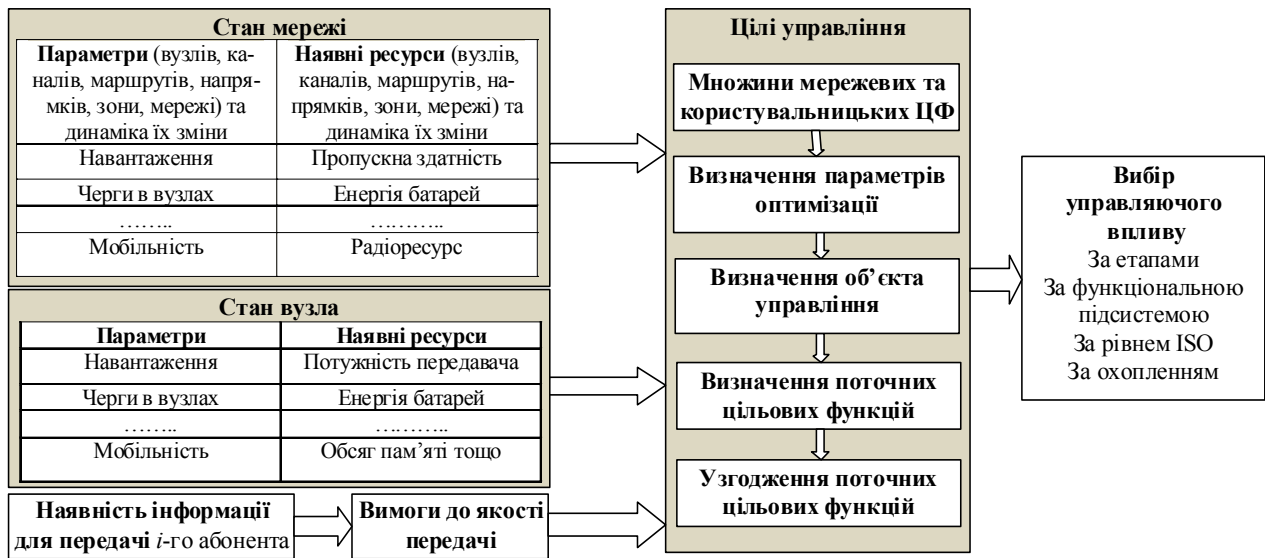 Стан мережі
Параметри (вузлів, ка-
налів, маршрутів, напря-
мків, зони, мережі) та
динаміка їх зміни
Наявні ресурси (вузлів,
каналів, маршрутів, на-
прямків, зони, мережі) та
динаміка їх зміни
Навантаження
Пропускна здатність
Черги в вузлах
Енергія батарей
……..
………..
Мобільність
Радіоресурс
Стан вузла
Параметри
Наявні ресурси
Навантаження
Потужність передавача
Черги в вузлах
Енергія батарей
……..
………..
Мобільність
Обсяг пам’яті тощо
Наявність інформації
для передачі i-го абонента
Вимоги до якості
передачі
Цілі управління
Множини мережевих та
користувальницьких ЦФ
Визначення параметрів
оптимізації
Визначення об’єкта
управління
Визначення поточних
цільових функцій
Узгодження поточних
цільових функцій
Вибір
управляючого
впливу
За етапами
За функціональною
підсистемою
За рівнем ISO
За охопленням